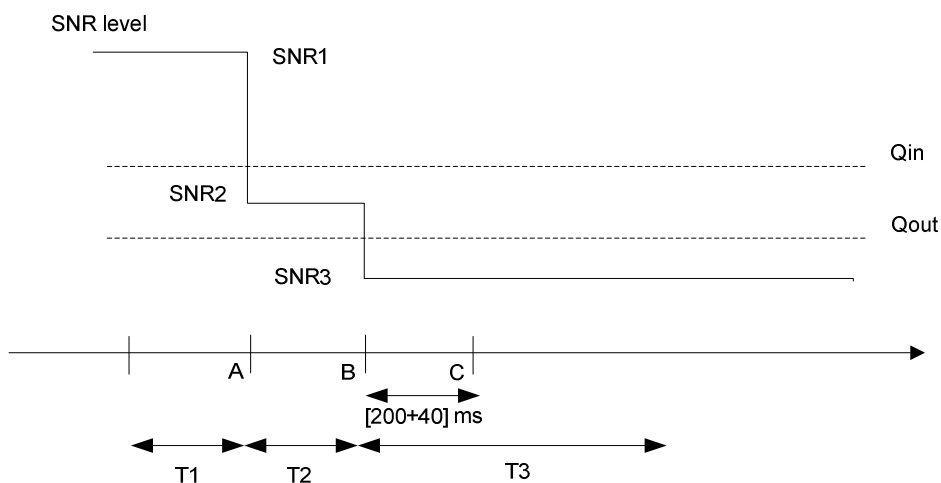 SNR level
SNR1
Qin
SNR2
Qout
SNR3
A
B
C
[200+40] ms
T1
T2
T3